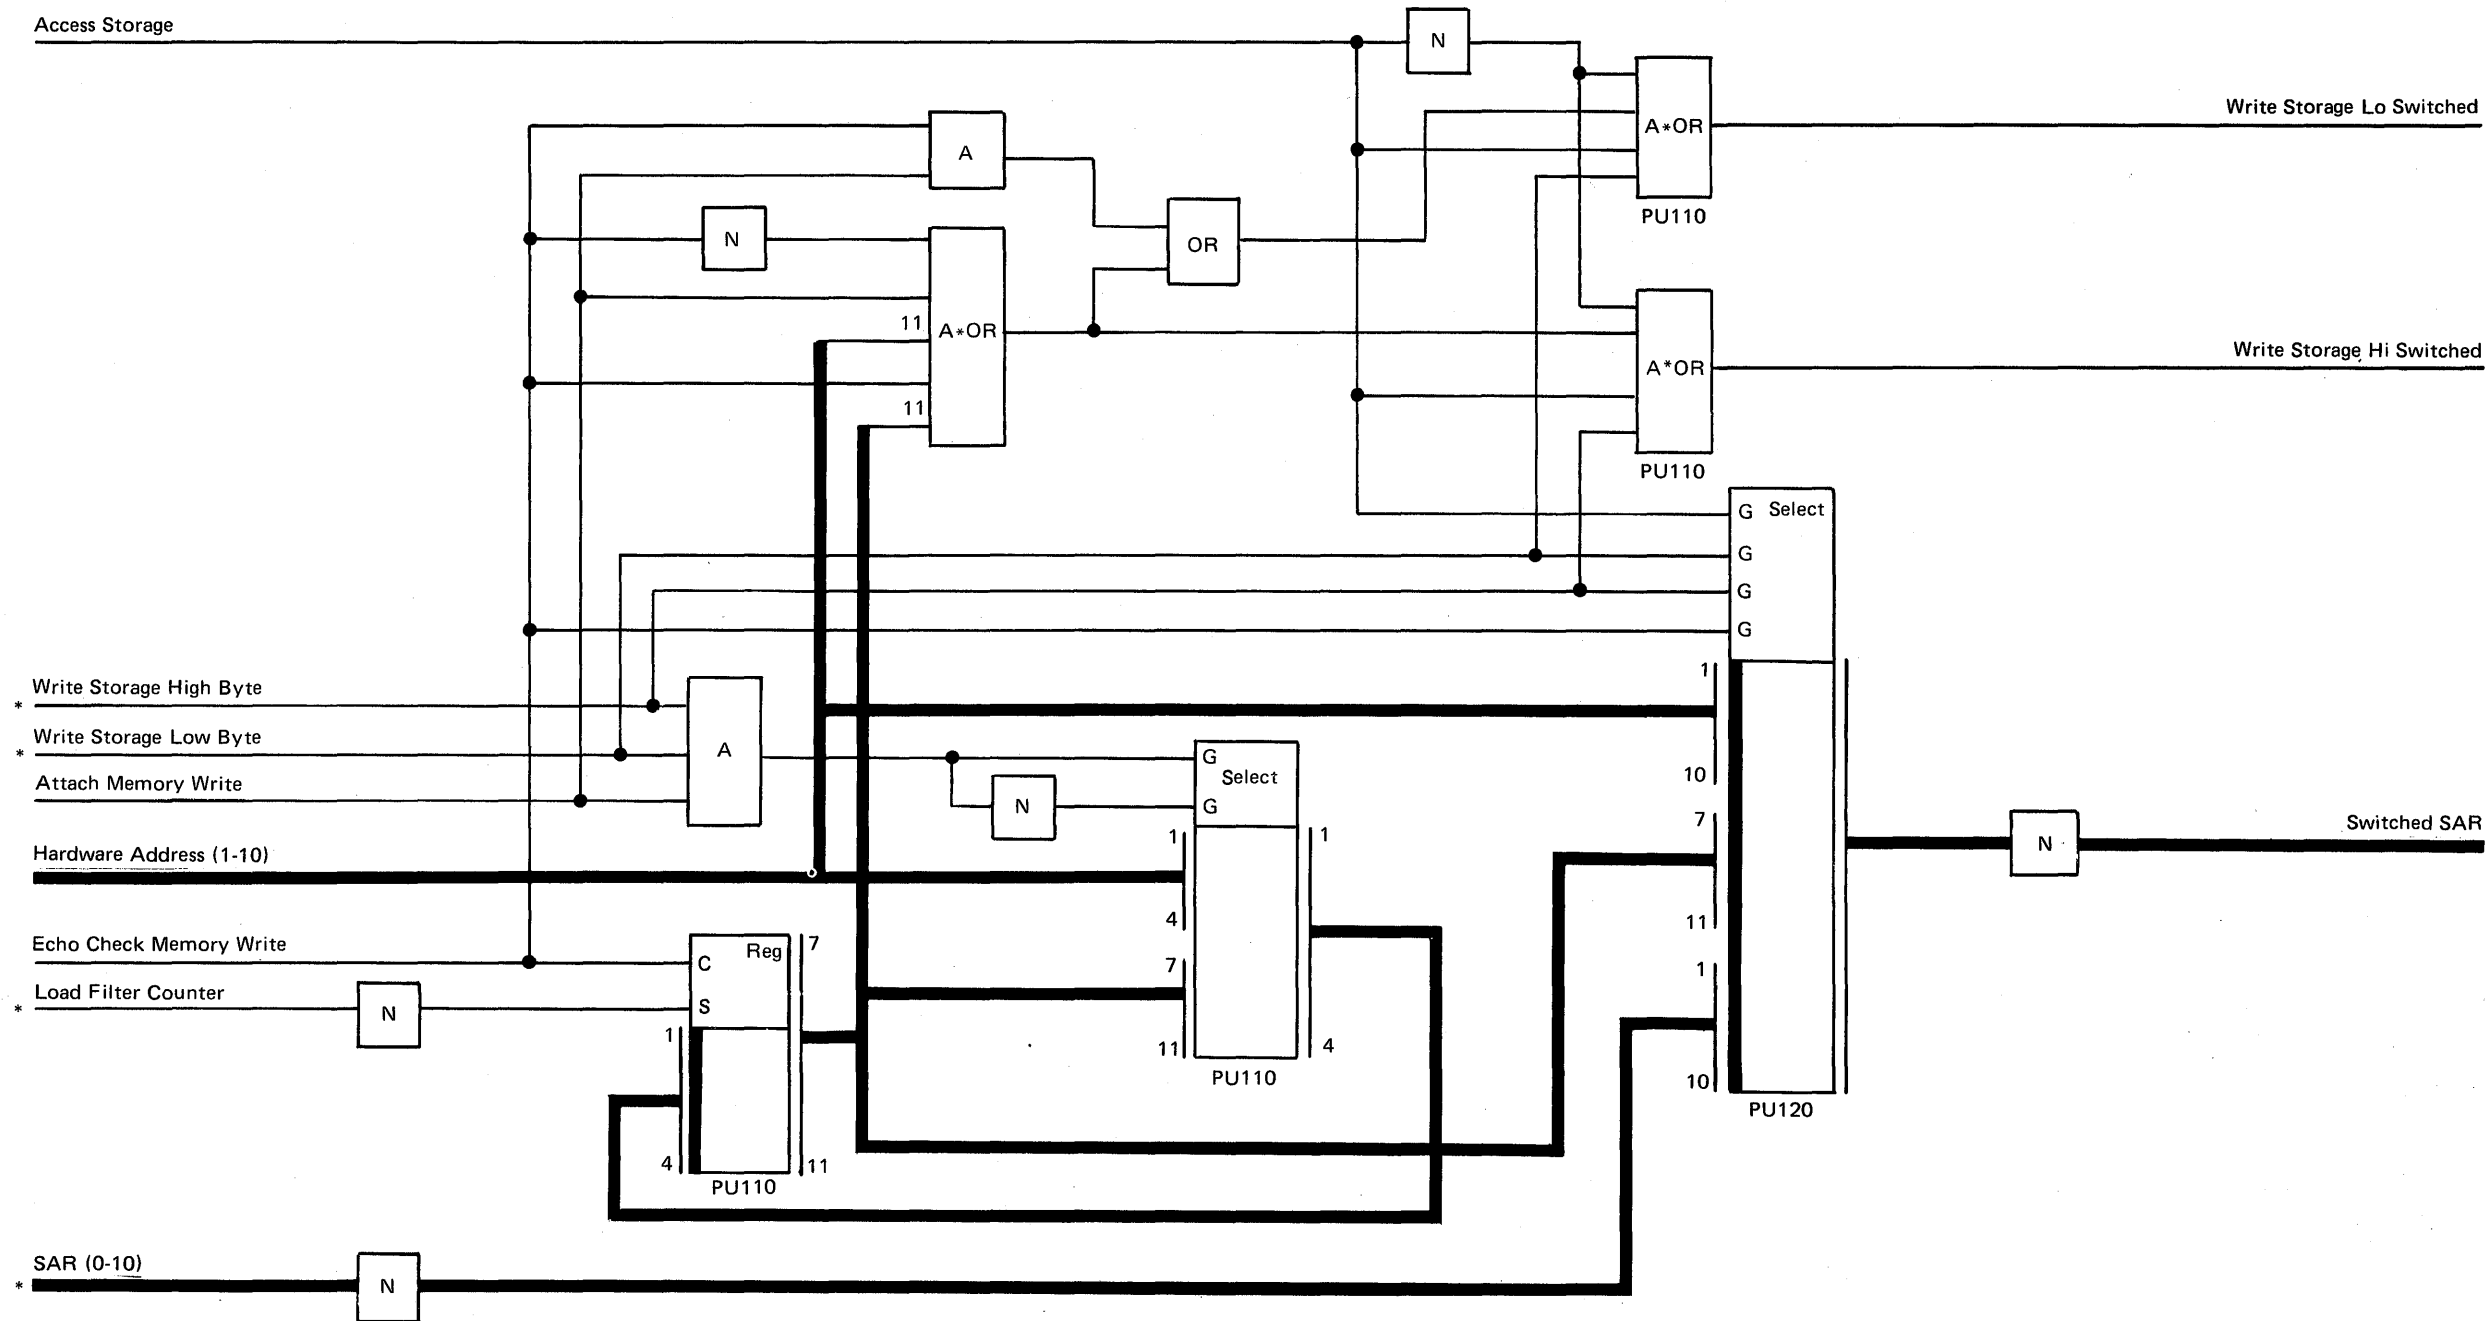 Access Storage
N
Write Storage Lo Switched
A*OR
PU110
A
N
OR
11
A*OR
11
Write Storage Hi Switched
A*OR
PU110
G Select
G
G
G
1
10
7
11
1
10
PU120
* Write Storage High Byte
* Write Storage Low Byte
Attach Memory Write
A
G
Select
G
N
1
4
7
11
1
4
PU110
Hardware Address (1-10)
Echo Check Memory Write
* Load Filter Counter
N
C Reg
S
1
4
7
11
PU110
N
Switched SAR
* SAR (0-10)
N